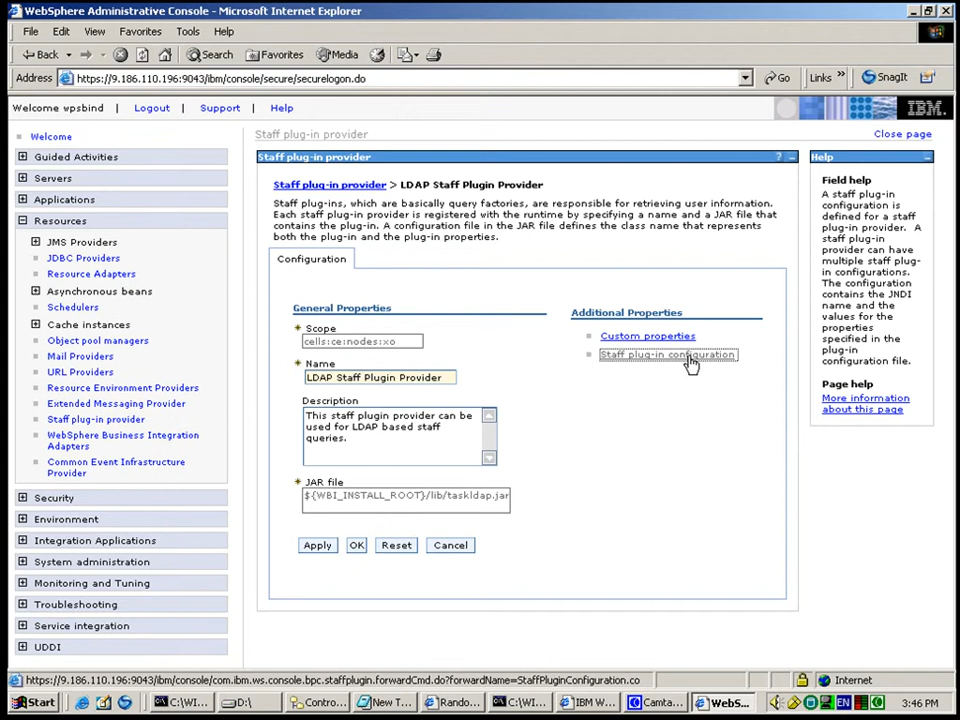 WebSphere Administrative Console - Microsoft Internet Explorer
File Edit View Favorites Tools Help
Back Search Favorites Media
Address https://9.186.110.196:9043/ibm/console/secure/securelogon.do Go Links » SnagIt
Welcome wpsbind | Logout | Support | Help IBM.
Welcome
Guided Activities
Servers
Applications
Resources
JMS Providers
JDBC Providers
Resource Adapters
Asynchronous beans
Schedulers
Cache instances
Object pool managers
Mail Providers
URL Providers
Resource Environment Providers
Extended Messaging Provider
Staff plug-in provider
WebSphere Business Integration
Adapters
Common Event Infrastructure
Provider
Security
Environment
Integration Applications
System administration
Monitoring and Tuning
Troubleshooting
Service integration
UDDI
Staff plug-in provider Close page
Staff plug-in provider ? –
Staff plug-in provider > LDAP Staff Plugin Provider
Staff plug-ins, which are basically query factories, are responsible for retrieving user information.
Each staff plug-in provider is registered with the runtime by specifying a name and a JAR file that
contains the plug-in. A configuration file in the JAR file defines the class name that represents
both the plug-in and the plug-in properties.
Configuration
General Properties
* Scope
cells:ce:nodes:xo
* Name
LDAP Staff Plugin Provider
Description
This staff plugin provider can be
used for LDAP based staff
queries.
* JAR file
${WBI_INSTALL_ROOT}/lib/taskldap.jar
Apply OK Reset Cancel
Additional Properties
Custom properties
Staff plug-in configuration
Help
Field help
A staff plug-in
configuration is
defined for a staff
plug-in provider. A
staff plug-in
provider can have
multiple staff plug-
in configurations.
The configuration
contains the JNDI
name and the
values for the
properties
specified in the
plug-in
configuration file.
Page help
More information
about this page
https://9.186.110.196:9043/ibm/console/com.ibm.ws.console.bpc.staffplugin.forwardCmd.do?forwardName=StaffPluginConfiguration.co Internet
Start C:\WI... D:\ Contro... New T... Rando... C:\WI... IBM W... Camta... WebS... EN 3:46 PM